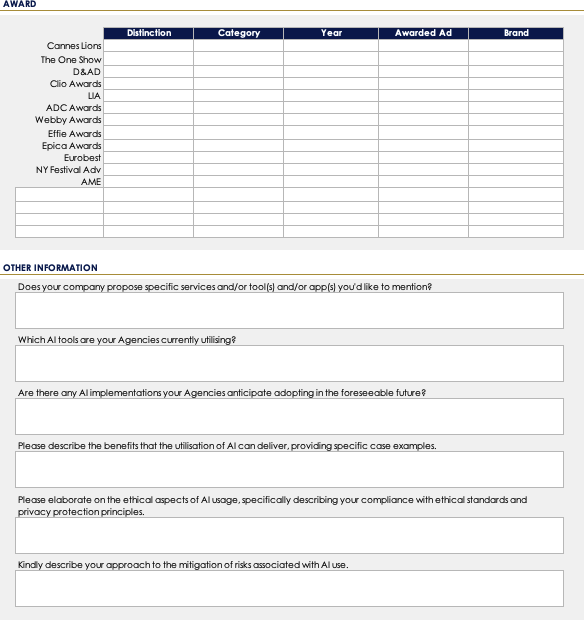 AWARD
Distinction Category Year Awarded Ad Brand
Cannes Lions
The One Show
D&AD
Clio Awards
LIA
ADC Awards
Webby Awards
Effie Awards
Epica Awards
Eurobest
NY Festival Adv
AME
OTHER INFORMATION
Does your company propose specific services and/or tool(s) and/or app(s) you'd like to mention?
Which AI tools are your Agencies currently utilising?
Are there any AI implementations your Agencies anticipate adopting in the foreseeable future?
Please describe the benefits that the utilisation of AI can deliver, providing specific case examples.
Please elaborate on the ethical aspects of AI usage, specifically describing your compliance with ethical standards and
privacy protection principles.
Kindly describe your approach to the mitigation of risks associated with AI use.